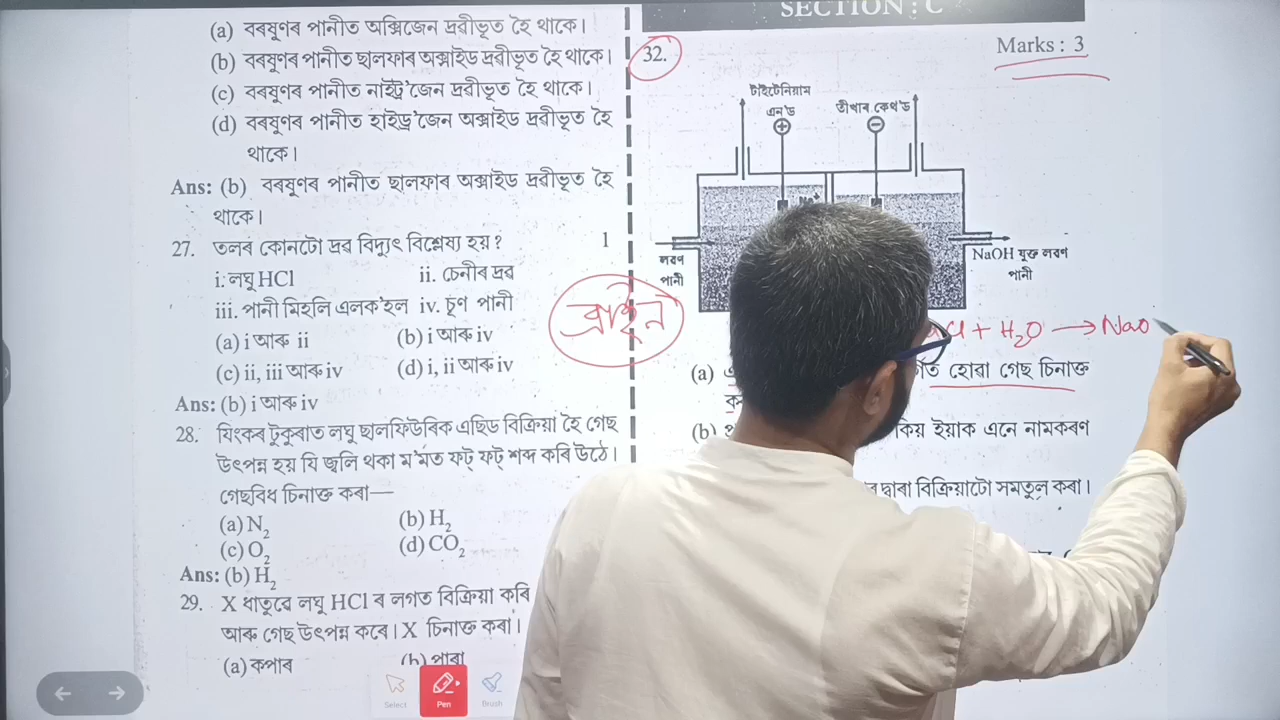 (a) বৰষুণৰ পানীত অক্সিজেন দ্ৰৱীভূত হৈ থাকে।
(b) বৰষুণৰ পানীত ছালফাৰ অক্সাইড দ্ৰৱীভূত হৈ থাকে।
(c) বৰষুণৰ পানীত নাইট্ৰ'জেন দ্ৰৱীভূত হৈ থাকে।
(d) বৰষুণৰ পানীত হাইড্ৰ'জেন অক্সাইড দ্ৰৱীভূত হৈ
থাকে।
Ans: (b) বৰষুণৰ পানীত ছালফাৰ অক্সাইড দ্ৰৱীভূত হৈ
থাকে।
27. তলৰ কোনটো দ্ৰৱ বিদ্যুৎ বিশ্লেষ্য হয়? 1
i. লঘু HCl ii. চেনীৰ দ্ৰৱ
iii. পানী মিহলি এলক'হল iv. চূণ পানী
(a) i আৰু ii (b) i আৰু iv
(c) ii, iii আৰু iv (d) i, ii আৰু iv
Ans: (b) i আৰু iv
28. যিংকৰ টুকুৰাত লঘু ছালফিউৰিক এছিড বিক্ৰিয়া হৈ গেছ
উৎপন্ন হয় যি জ্বলি থকা ম'মত ফট্ ফট্ শব্দ কৰি উঠে।
গেছবিধ চিনাক্ত কৰা—
(a) N₂ (b) H₂
(c) O₂ (d) CO₂
Ans: (b) H₂
29. X ধাতুৱে লঘু HCl ৰ লগত বিক্ৰিয়া কৰি
আৰু গেছ উৎপন্ন কৰে। X চিনাক্ত কৰা।
(a) কপাৰ (b) পাৰা
Select Pen Brush
SECTION : C
32. Marks : 3
টাইটেনিয়াম
এন'ড
তীখাৰ কেথ'ড
+ −
লৱণ
পানী
NaOH যুক্ত লৱণ
পানী
ব্ৰাইন
Cl + H₂O → NaO
(a) হোৱা গেছ চিনাক্ত
(b) কিয় ইয়াক এনে নামকৰণ
ৰ দ্বাৰা বিক্ৰিয়াটো সমতুল কৰা।